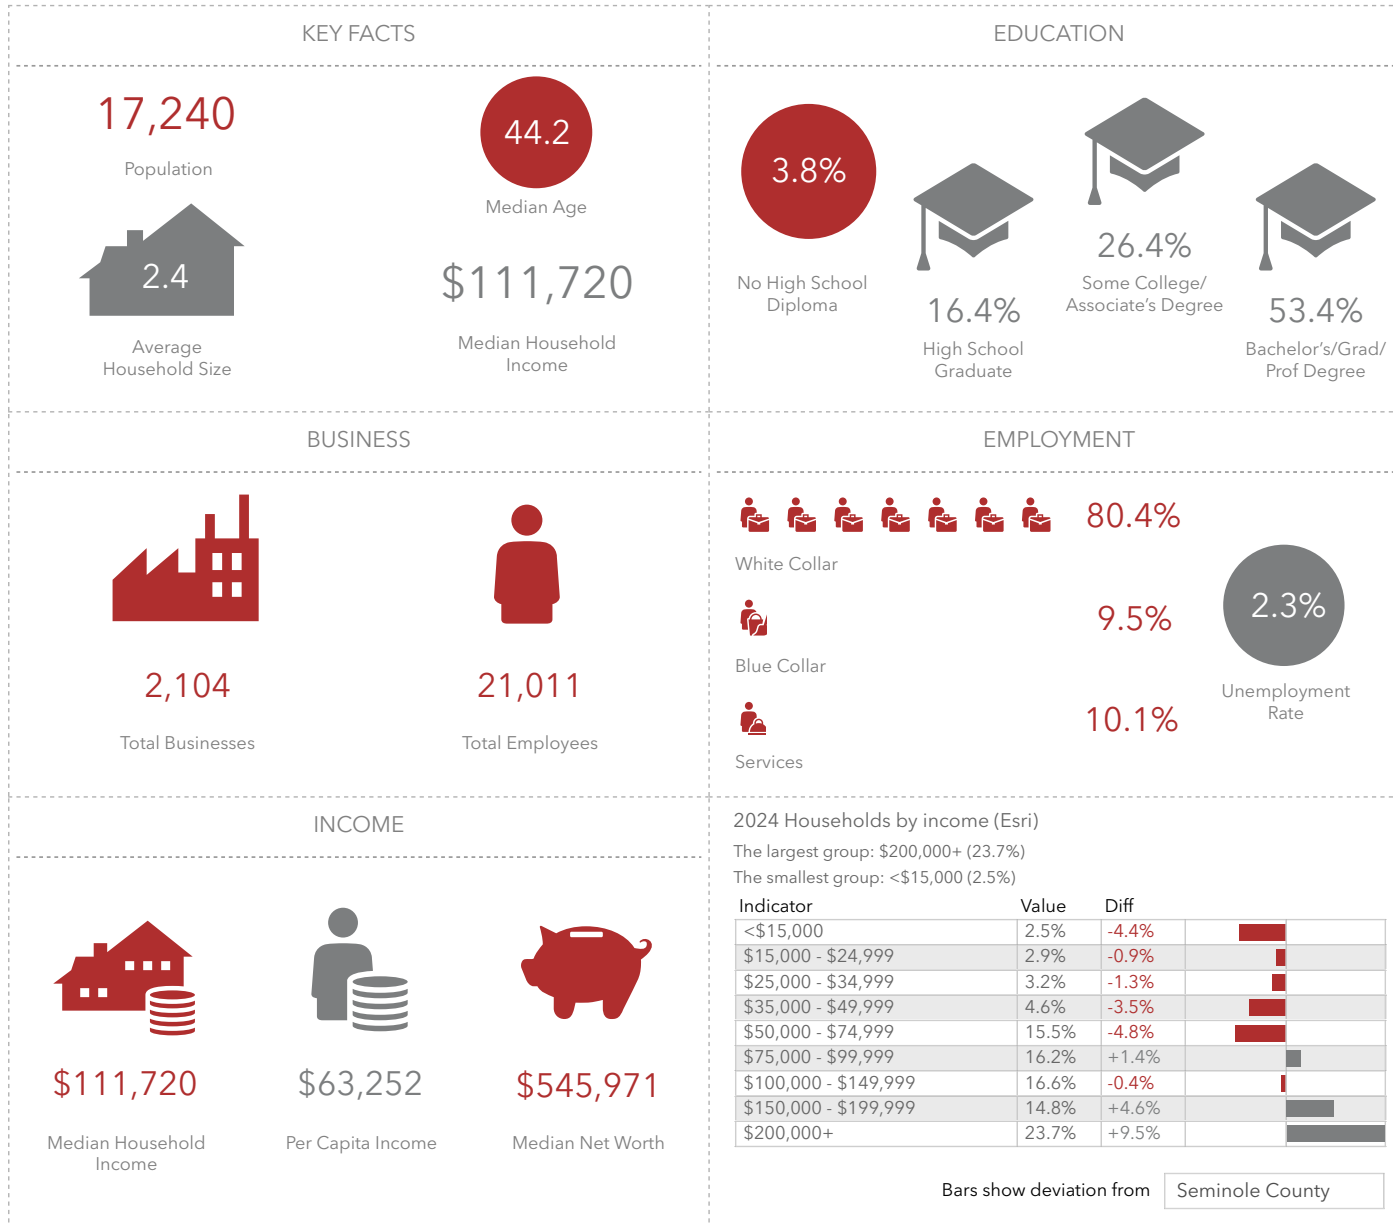 KEY FACTS
17,240
Population
44.2
Median Age
2.4
Average
Household Size
$111,720
Median Household
Income
EDUCATION
3.8%
No High School
Diploma
16.4%
High School
Graduate
26.4%
Some College/
Associate's Degree
53.4%
Bachelor's/Grad/
Prof Degree
BUSINESS
2,104
Total Businesses
21,011
Total Employees
EMPLOYMENT
80.4%
White Collar
9.5%
Blue Collar
10.1%
Services
2.3%
Unemployment
Rate
INCOME
$111,720
Median Household
Income
$63,252
Per Capita Income
$545,971
Median Net Worth
2024 Households by income (Esri)
The largest group: $200,000+ (23.7%)
The smallest group: <$15,000 (2.5%)
Indicator Value Diff
<$15,000 2.5% -4.4%
$15,000 - $24,999 2.9% -0.9%
$25,000 - $34,999 3.2% -1.3%
$35,000 - $49,999 4.6% -3.5%
$50,000 - $74,999 15.5% -4.8%
$75,000 - $99,999 16.2% +1.4%
$100,000 - $149,999 16.6% -0.4%
$150,000 - $199,999 14.8% +4.6%
$200,000+ 23.7% +9.5%
Bars show deviation from Seminole County